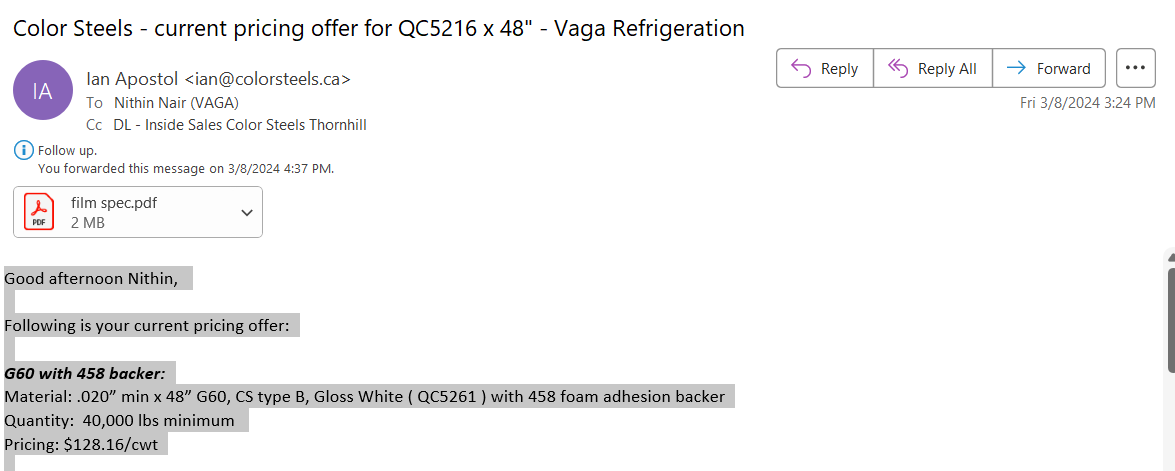 Color Steels - current pricing offer for QC5216 x 48" - Vaga Refrigeration
IA
Ian Apostol <ian@colorsteels.ca>
To Nithin Nair (VAGA)
Cc DL - Inside Sales Color Steels Thornhill
Reply
Reply All
Forward
Fri 3/8/2024 3:24 PM
Follow up.
You forwarded this message on 3/8/2024 4:37 PM.
PDF
film spec.pdf
2 MB
Good afternoon Nithin,
Following is your current pricing offer:
G60 with 458 backer:
Material: .020” min x 48” G60, CS type B, Gloss White ( QC5261 ) with 458 foam adhesion backer
Quantity: 40,000 lbs minimum
Pricing: $128.16/cwt